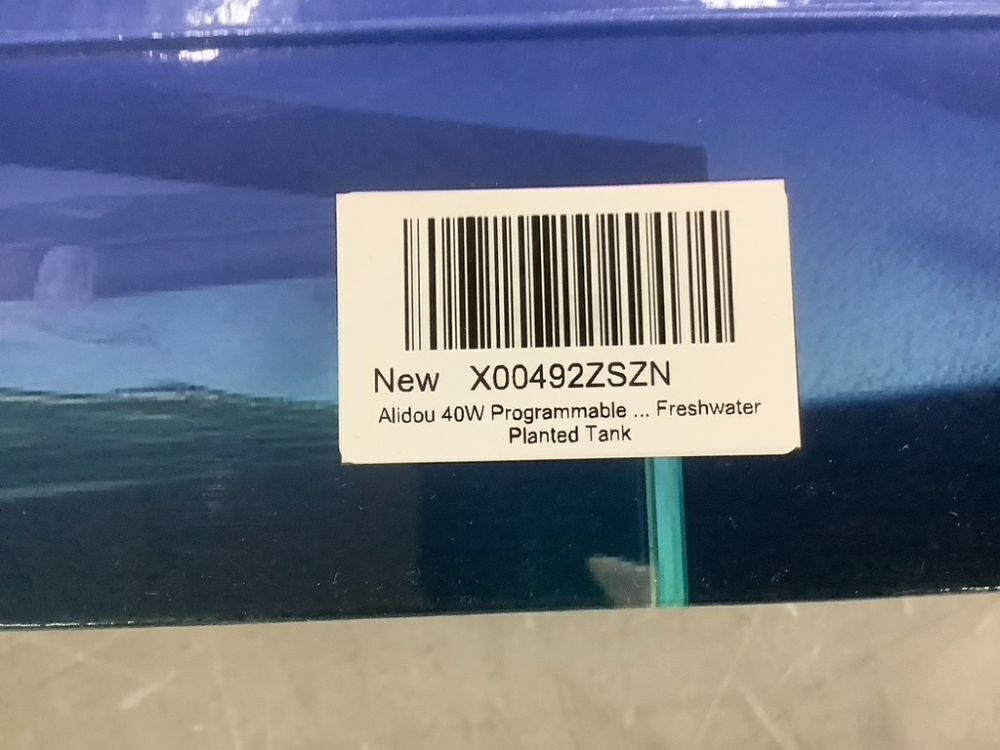 New X00492ZSZN
Alidou 40W Programmable ... Freshwater
Planted Tank